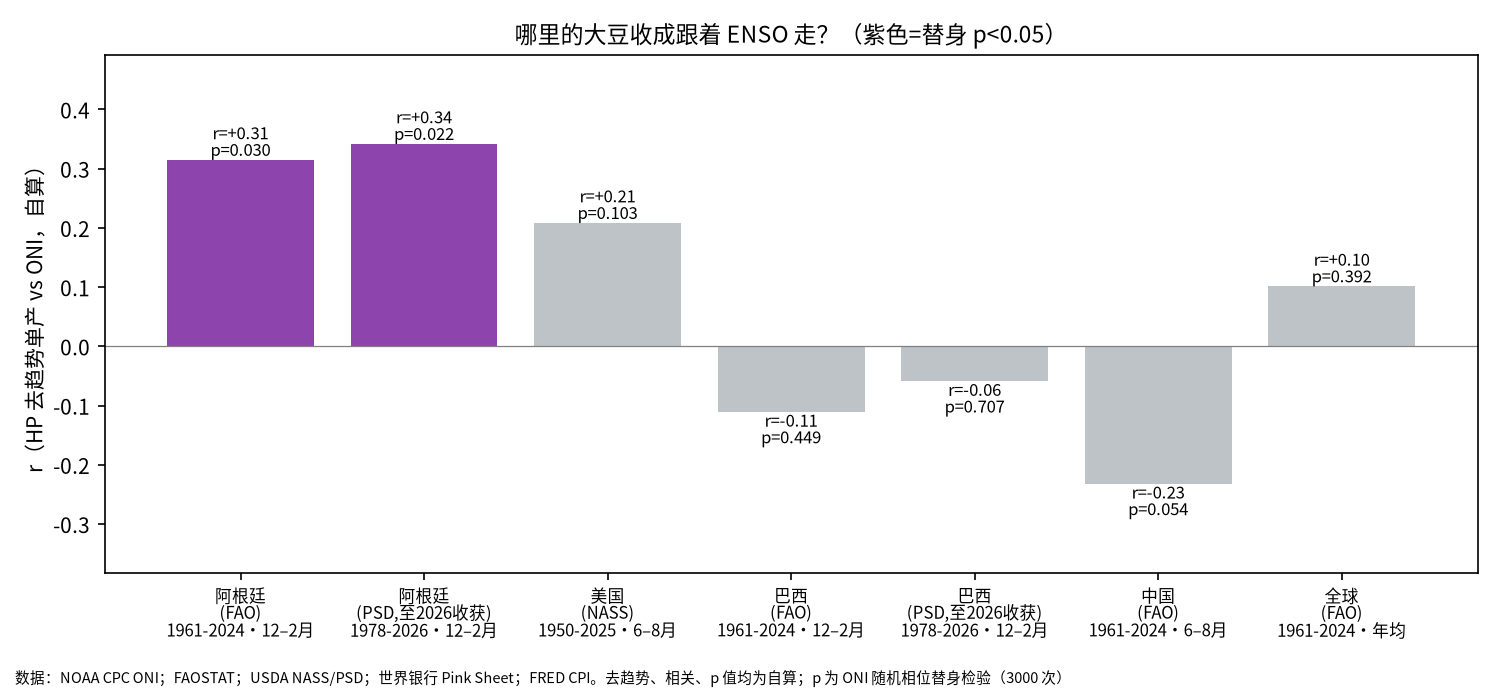 哪里的大豆收成跟着 ENSO 走？（紫色=替身 p<0.05）
r（HP 去趋势单产 vs ONI，自算）
0.4
0.3
0.2
0.1
0.0
-0.1
-0.2
-0.3
r=+0.31
p=0.030
r=+0.34
p=0.022
r=+0.21
p=0.103
r=-0.11
p=0.449
r=-0.06
p=0.707
r=-0.23
p=0.054
r=+0.10
p=0.392
阿根廷
(FAO)
1961-2024・12–2月
阿根廷
(PSD,至2026收获)
1978-2026・12–2月
美国
(NASS)
1950-2025・6–8月
巴西
(FAO)
1961-2024・12–2月
巴西
(PSD,至2026收获)
1978-2026・12–2月
中国
(FAO)
1961-2024・6–8月
全球
(FAO)
1961-2024・年均
数据：NOAA CPC ONI；FAOSTAT；USDA NASS/PSD；世界银行 Pink Sheet；FRED CPI。去趋势、相关、p 值均为自算；p 为 ONI 随机相位替身检验（3000 次）